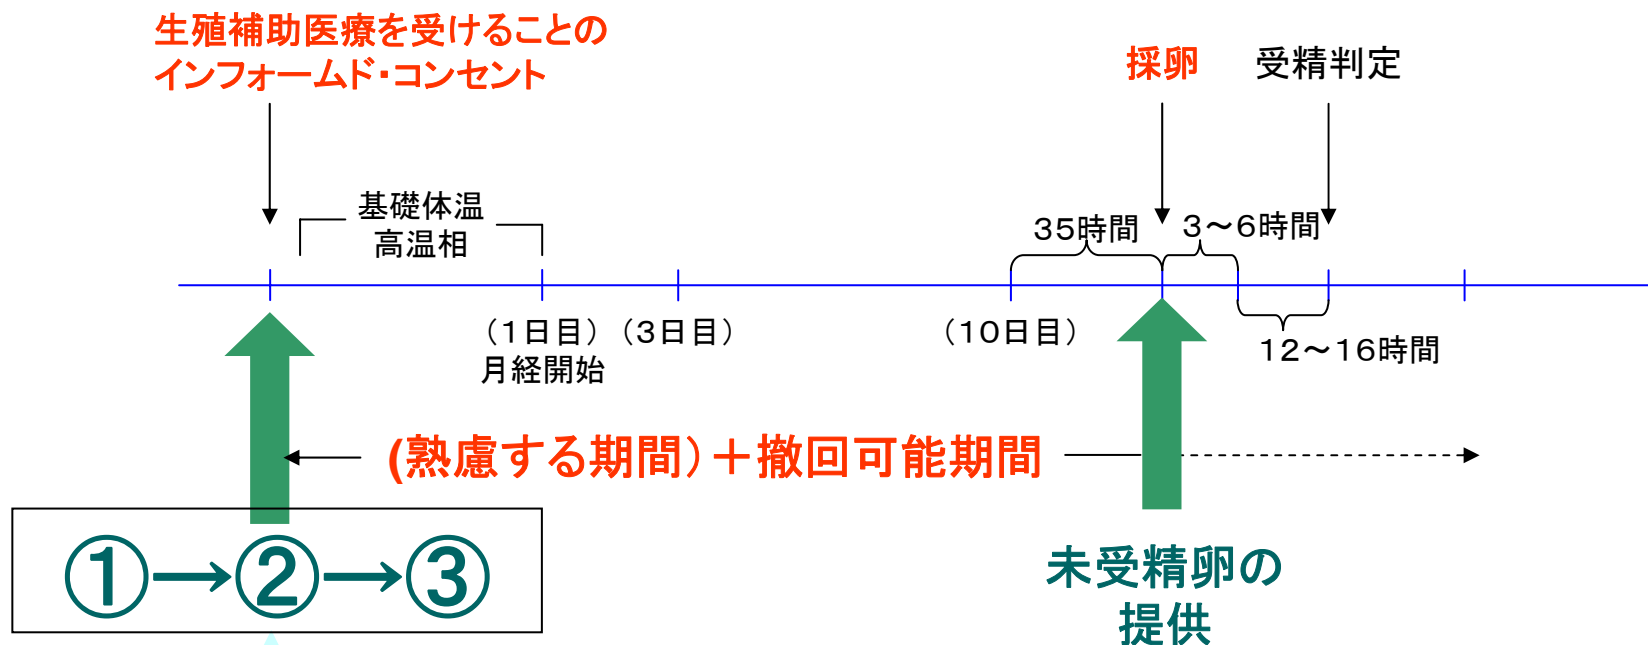 生殖補助医療を受けることの
インフォームド・コンセント
採卵
受精判定
基礎体温
高温相
35時間
3～6時間
（1日目）
月経開始
（3日目）
（10日目）
12～16時間
(熟慮する期間）＋撤回可能期間
①→②→③
未受精卵の
提供